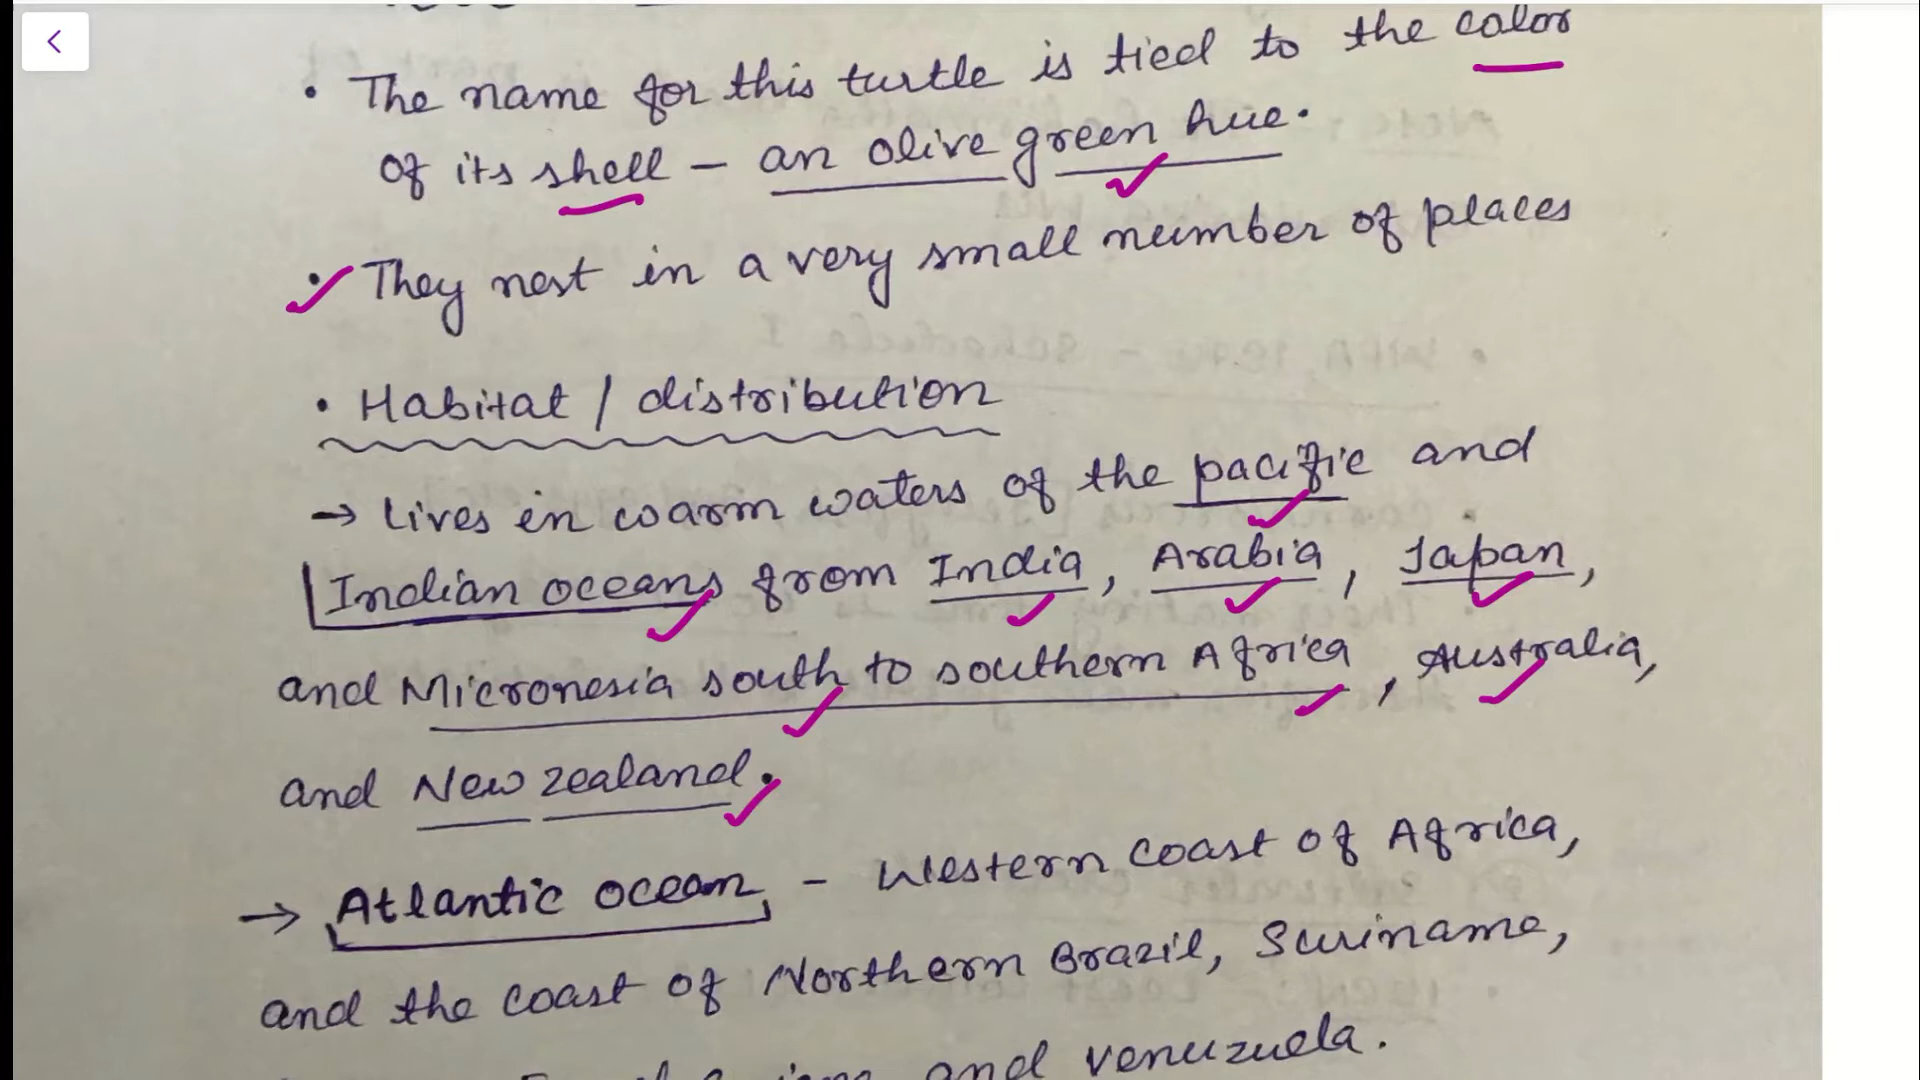 • The name for this turtle is tied to the color
of its shell – an olive green hue.
• They nest in a very small number of places
• Habitat / distribution
→ Lives in warm waters of the pacific and
Indian oceans from India, Arabia, Japan,
and Micronesia south to southern Africa, Australia,
and New zealand.
→ Atlantic ocean – Western coast of Africa,
and the coast of Northern Brazil, Suriname,
and venuzuela.